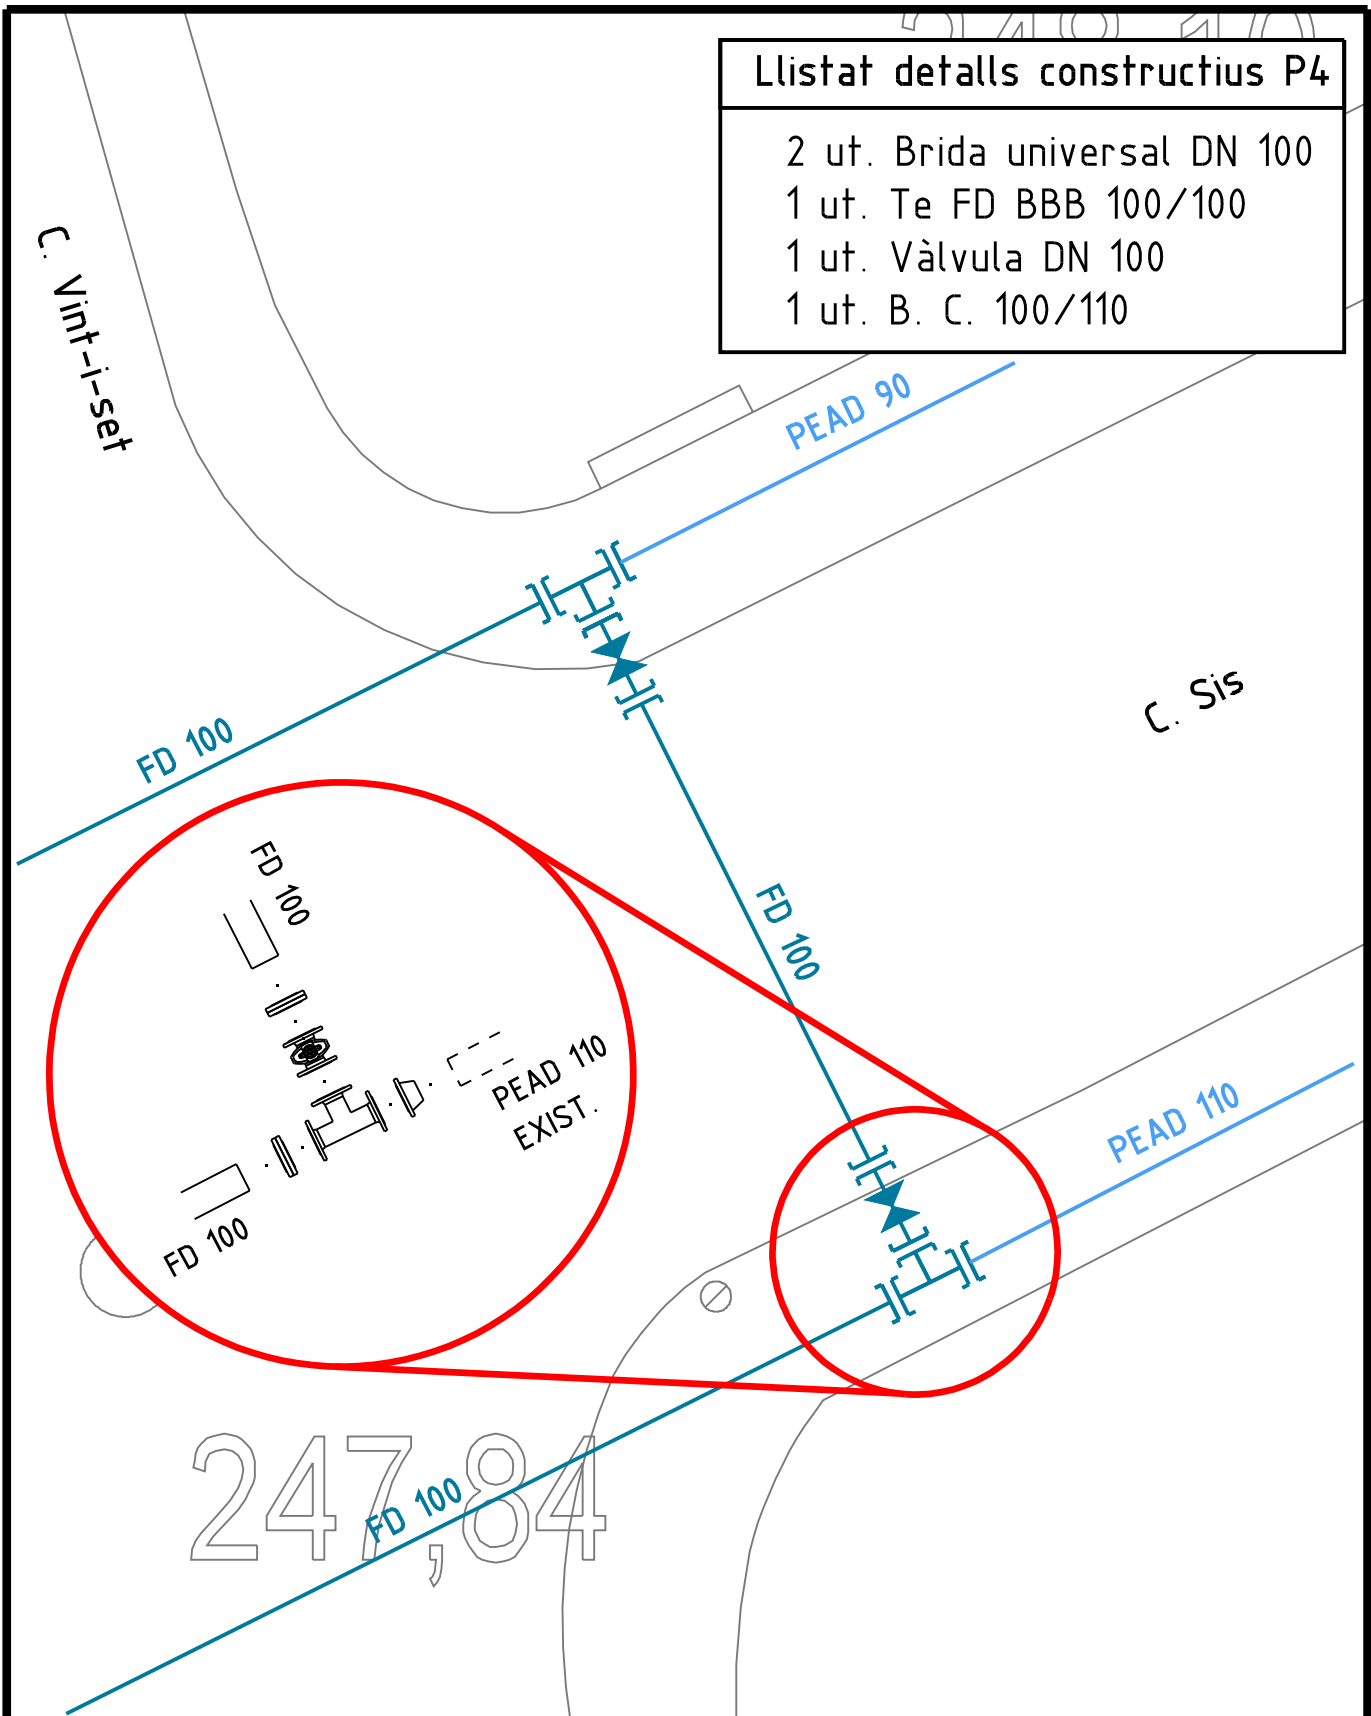 Llistat detalls constructius P4
2 ut. Brida universal DN 100
1 ut. Te FD BBB 100/100
1 ut. Vàlvula DN 100
1 ut. B. C. 100/110
C. Vint-i-set
PEAD 90
C. Sis
FD 100
FD 100
FD 100
PEAD 110
EXIST.
FD 100
PEAD 110
247,84
FD 100